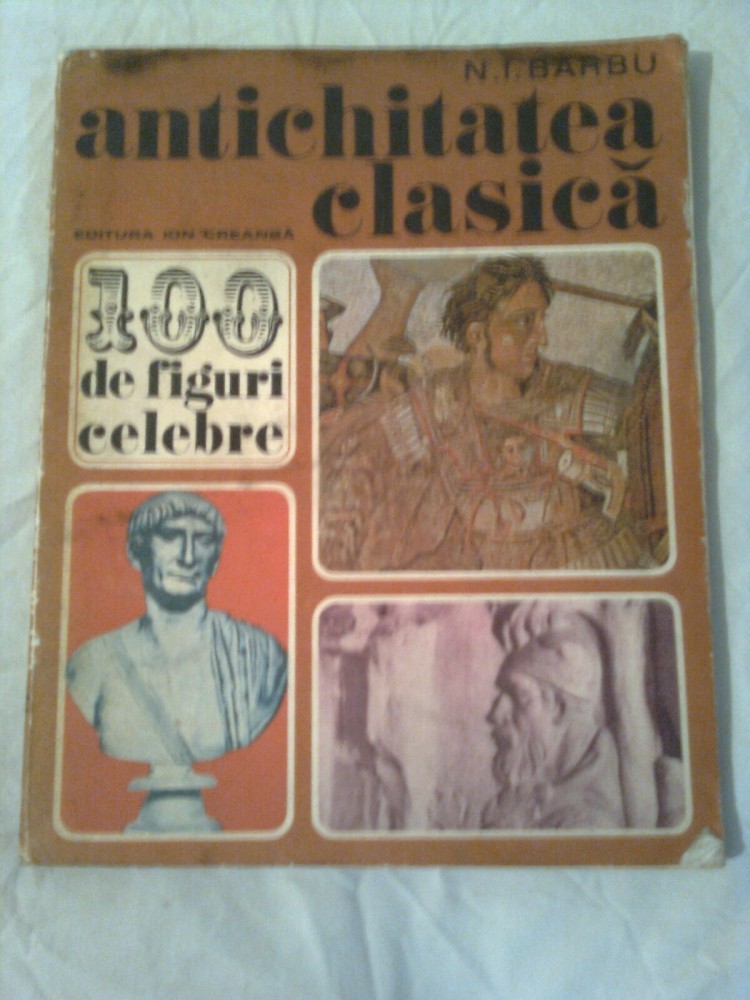 N.I. BARBU
antichitatea
clasică
EDITURA ION CREANGĂ
100
de figuri
celebre